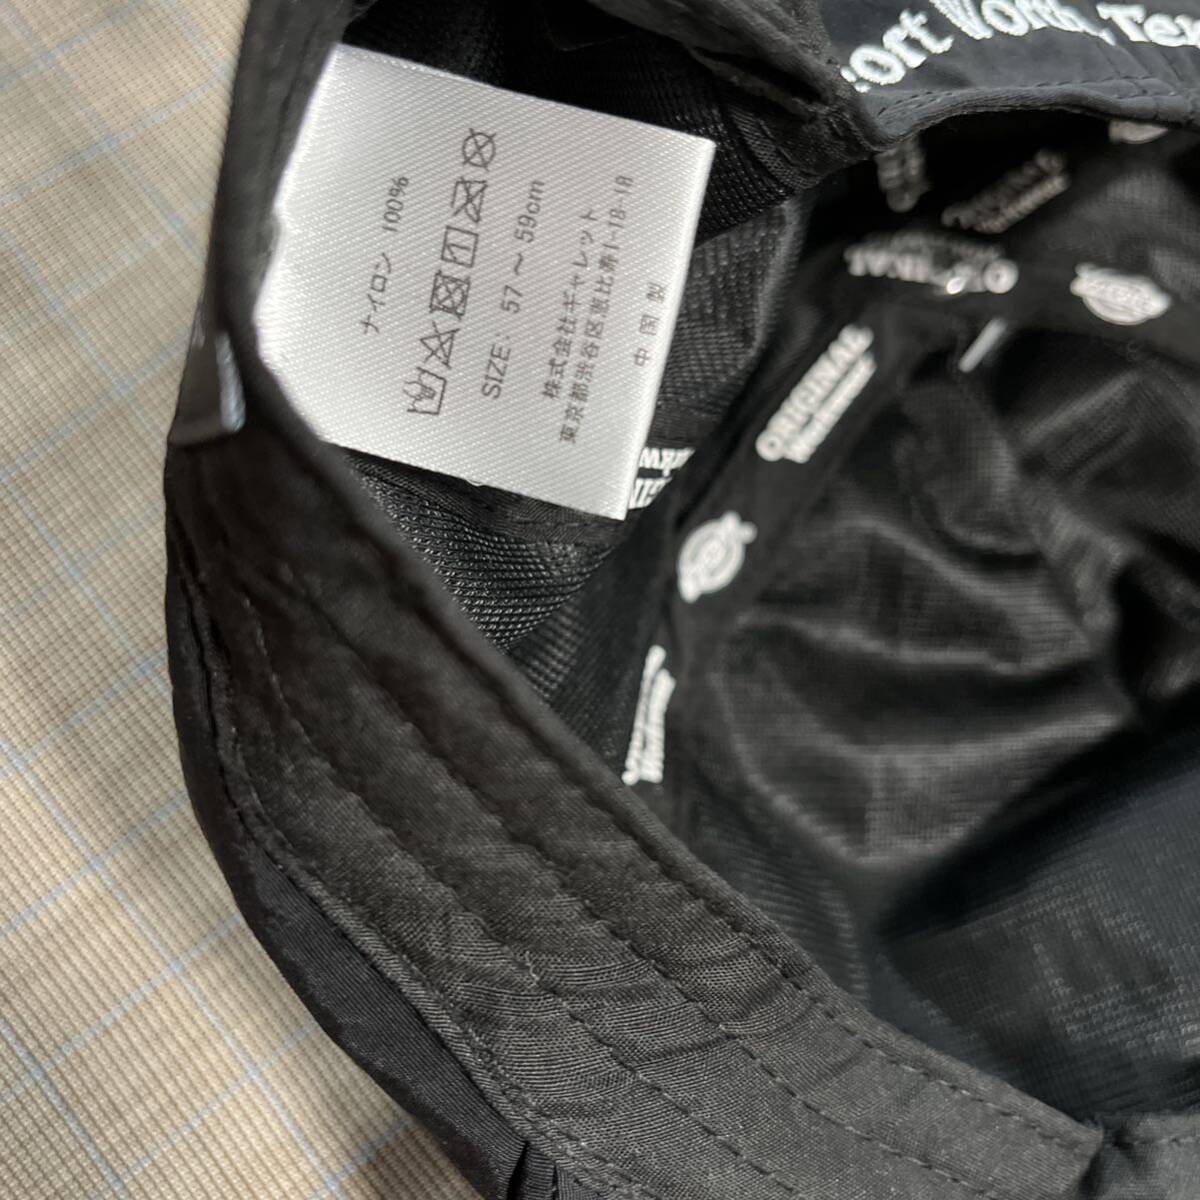 ort Worth, Tex
ナイロン 100%
SIZE: 57～59cm
株式会社ギャレット
東京都渋谷区恵比寿1-18-18
中国製
ORIGINAL
Workwear